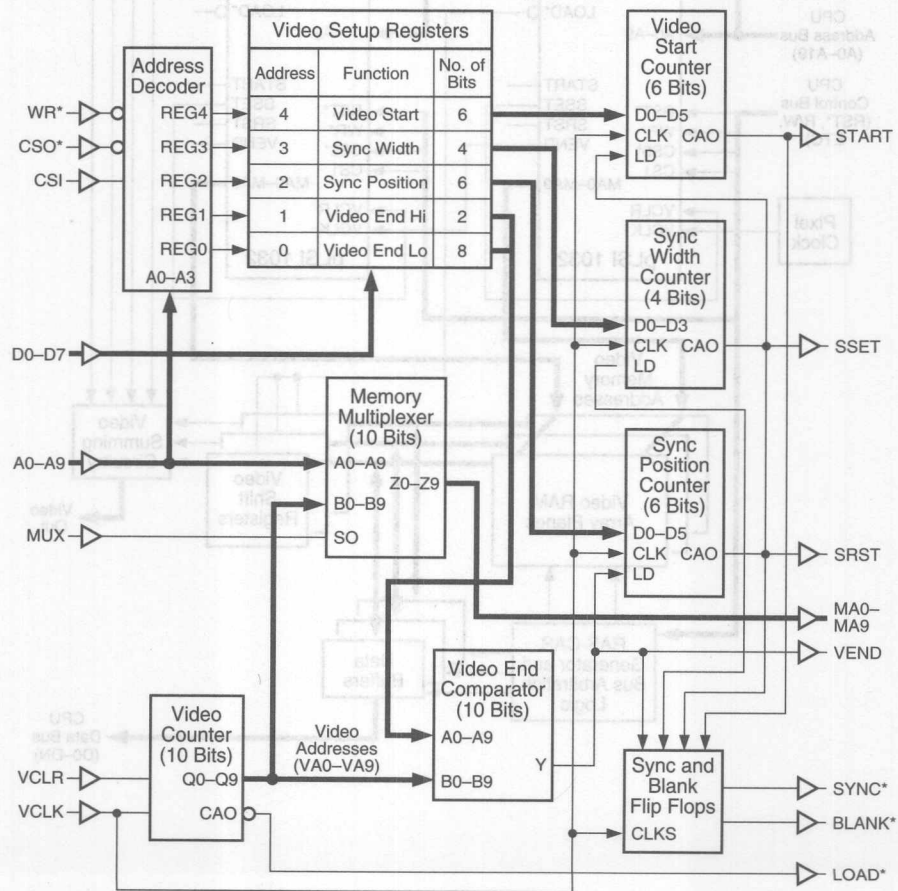 Video Setup Registers
Address Function No. of Bits
4 Video Start 6
3 Sync Width 4
2 Sync Position 6
1 Video End Hi 2
0 Video End Lo 8
Address Decoder
REG4
REG3
REG2
REG1
REG0
A0–A3
WR*
CSO*
CSI
D0–D7
A0–A9
MUX
VCLR
VCLK
Video Start Counter (6 Bits)
D0–D5
CLK CAO
LD
START
Sync Width Counter (4 Bits)
D0–D3
CLK CAO
LD
SSET
Memory Multiplexer (10 Bits)
A0–A9
Z0–Z9
B0–B9
SO
Sync Position Counter (6 Bits)
D0–D5
CLK CAO
LD
SRST
MA0–MA9
VEND
Video Counter (10 Bits)
Q0–Q9
CAO
Video Addresses (VA0–VA9)
Video End Comparator (10 Bits)
A0–A9
Y
B0–B9
Sync and Blank Flip Flops
CLKS
SYNC*
BLANK*
LOAD*